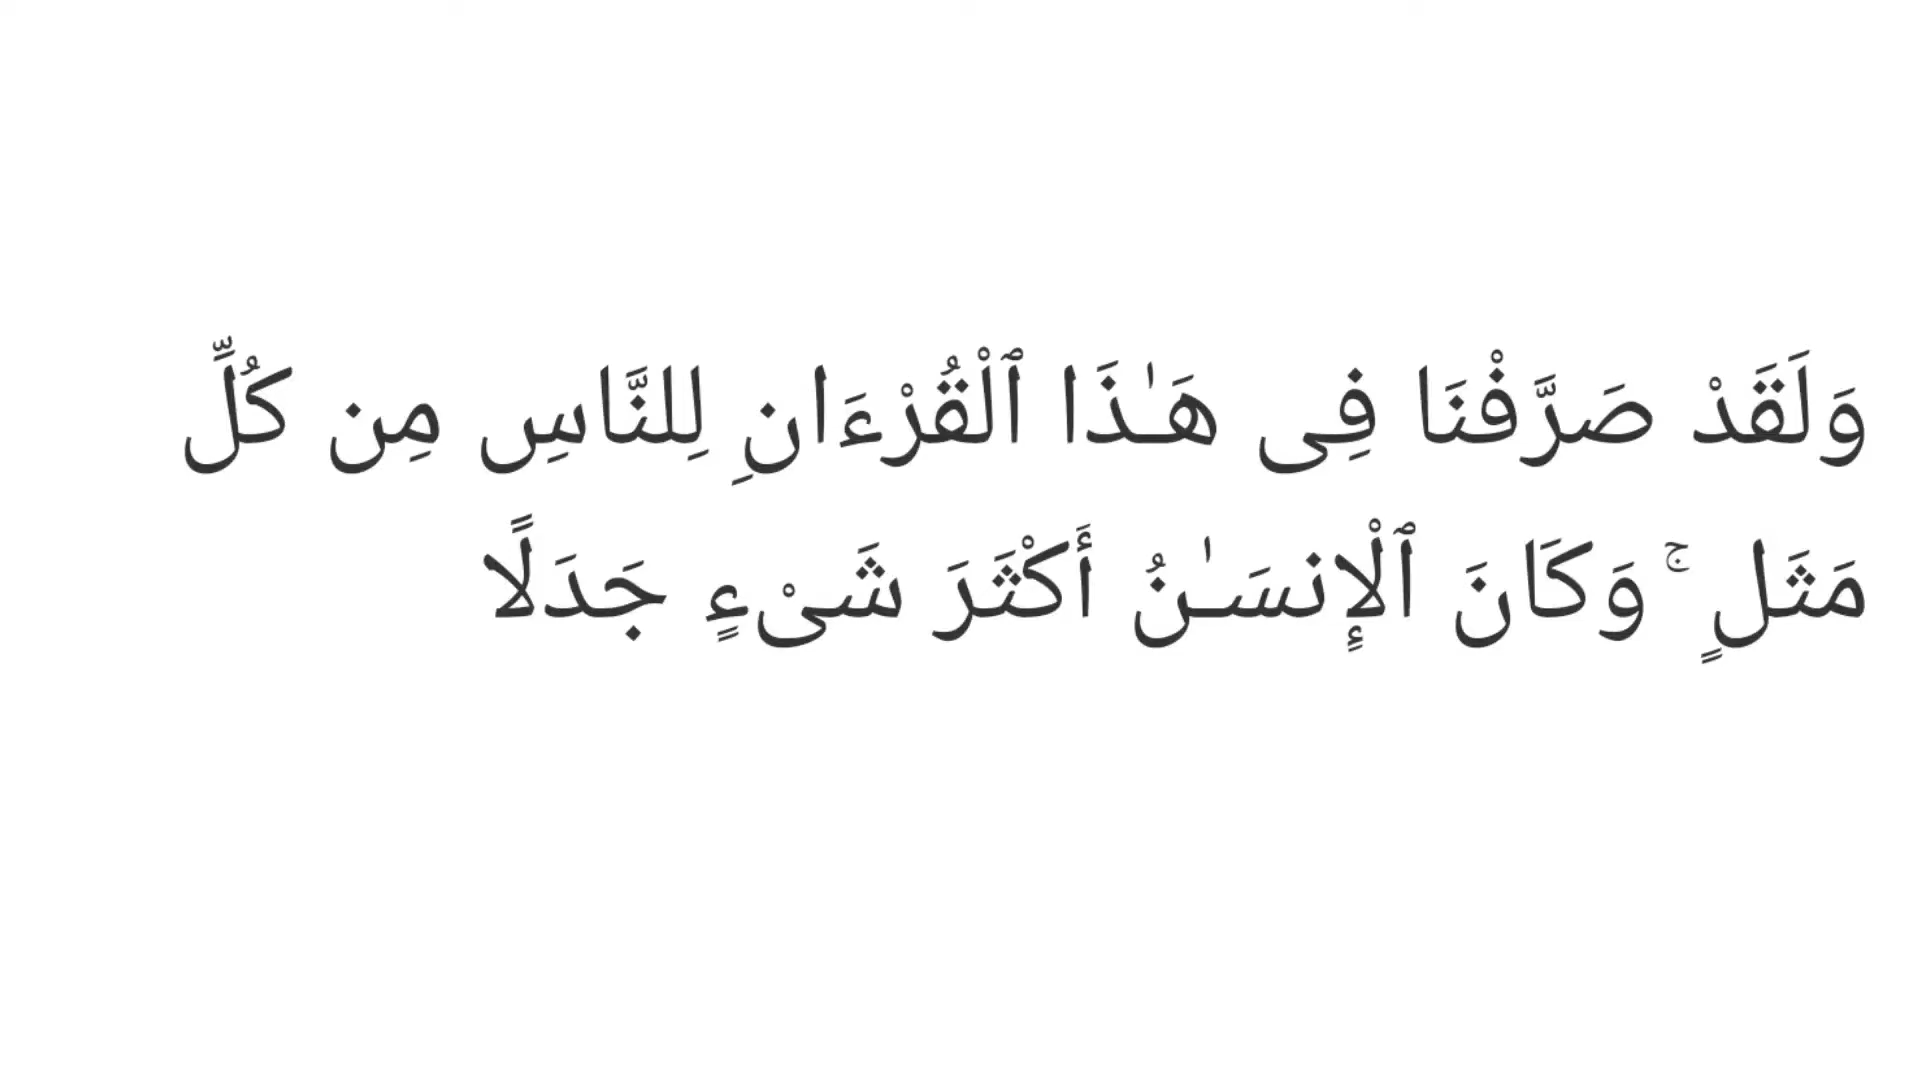 وَلَقَدْ صَرَّفْنَا فِى هَـٰذَا ٱلْقُرْءَانِ لِلنَّاسِ مِن كُلِّ
مَثَلٍ ۚ وَكَانَ ٱلْإِنسَـٰنُ أَكْثَرَ شَىْءٍ جَدَلًا